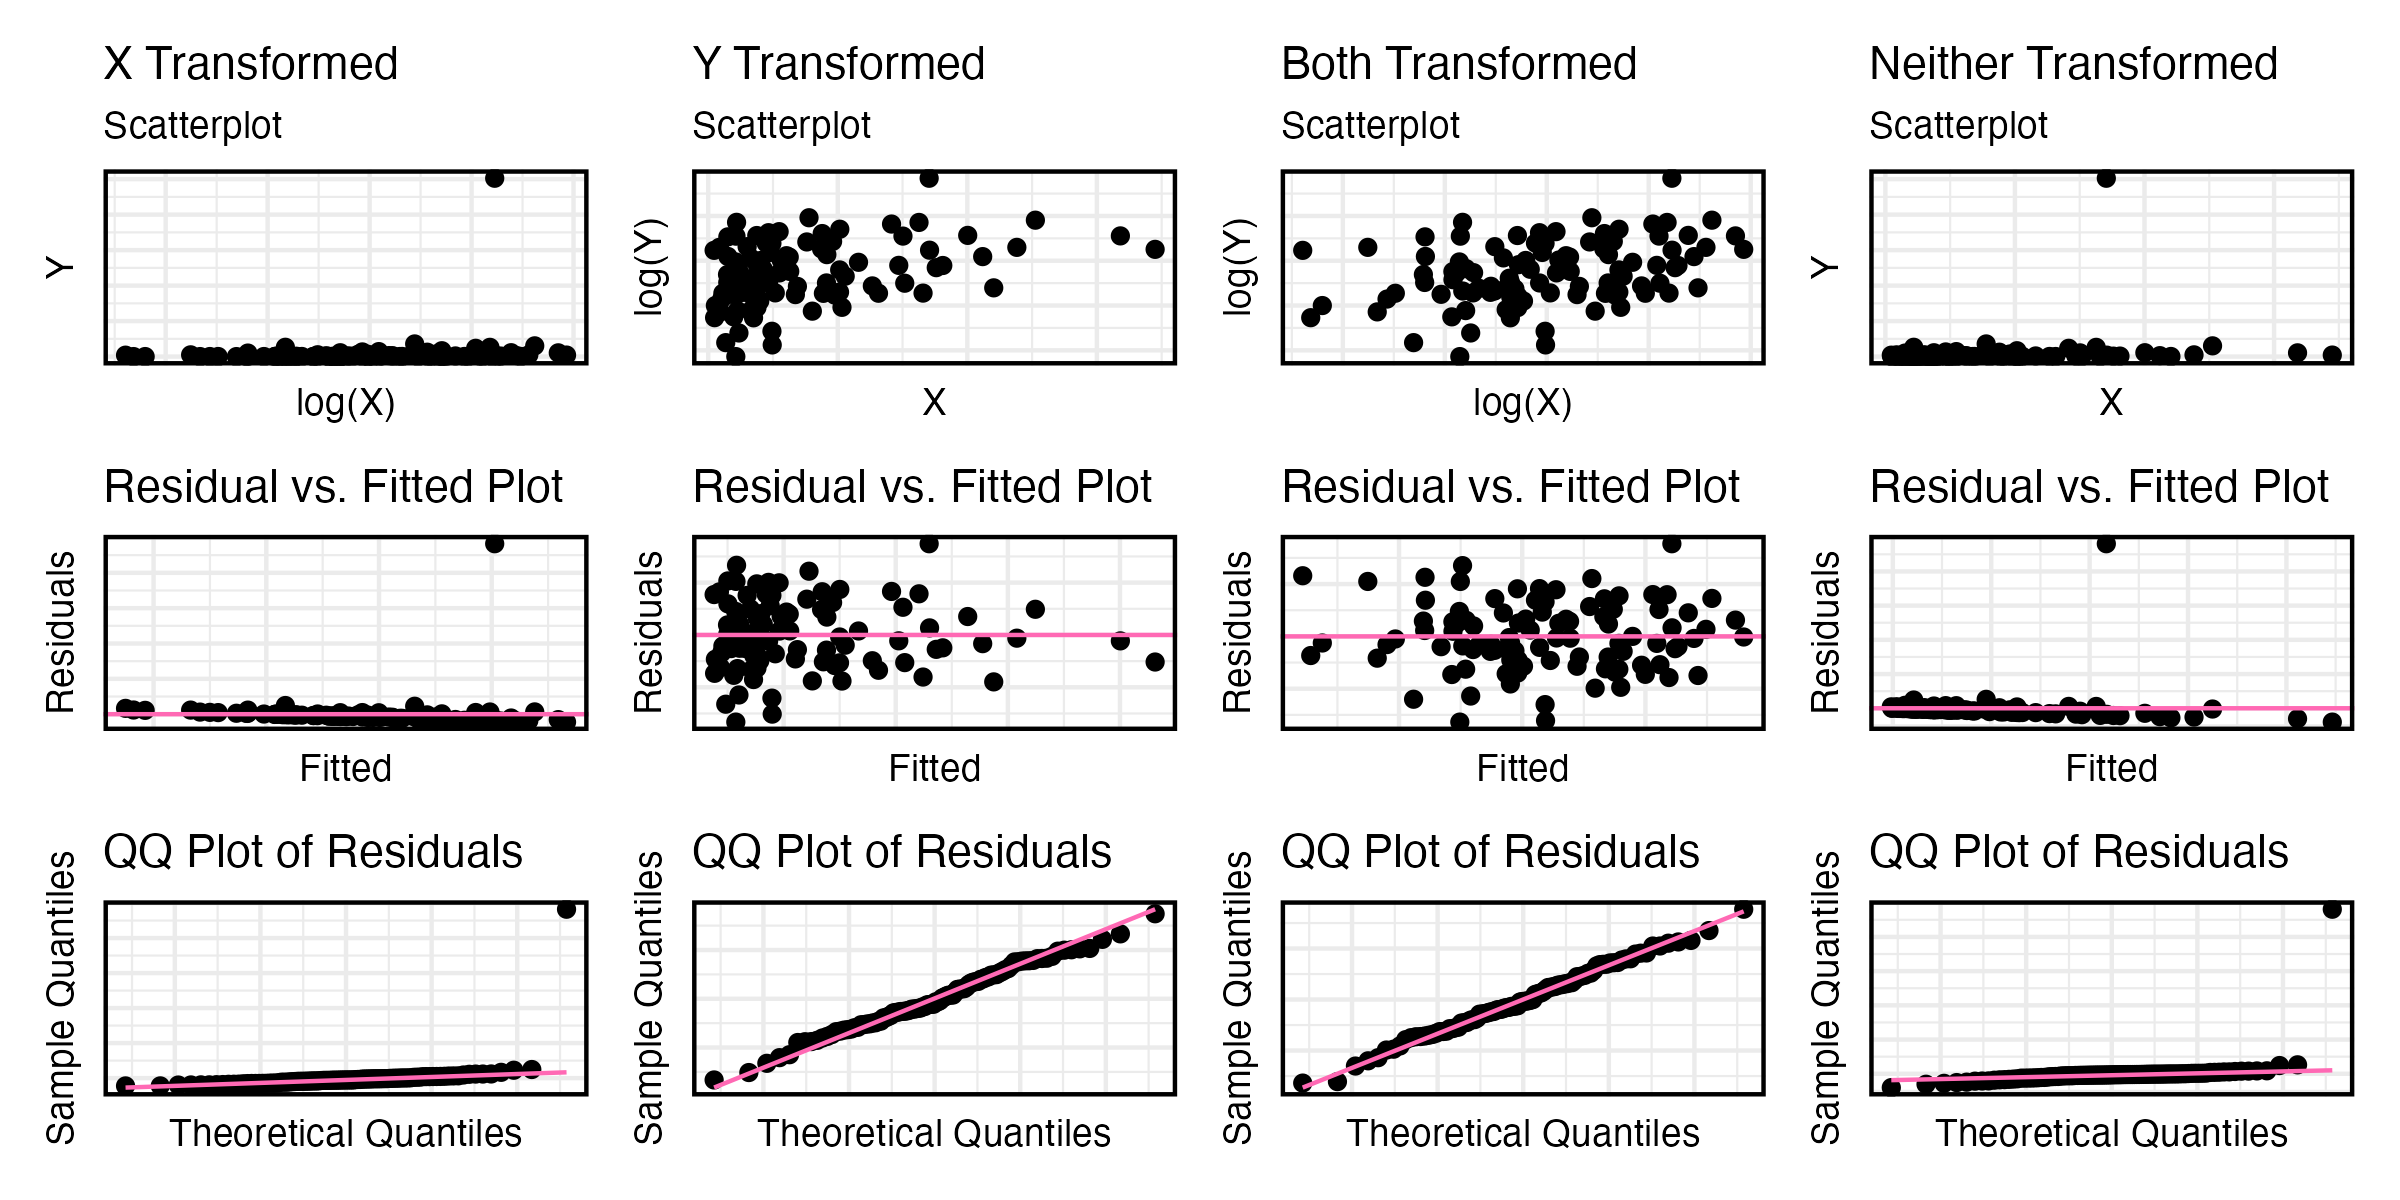 X Transformed
Y Transformed
Both Transformed
Neither Transformed
Scatterplot
Scatterplot
Scatterplot
Scatterplot
Y
log(Y)
log(Y)
Y
log(X)
X
log(X)
X
Residual vs. Fitted Plot
Residual vs. Fitted Plot
Residual vs. Fitted Plot
Residual vs. Fitted Plot
Residuals
Residuals
Residuals
Residuals
Fitted
Fitted
Fitted
Fitted
QQ Plot of Residuals
QQ Plot of Residuals
QQ Plot of Residuals
QQ Plot of Residuals
Sample Quantiles
Sample Quantiles
Sample Quantiles
Sample Quantiles
Theoretical Quantiles
Theoretical Quantiles
Theoretical Quantiles
Theoretical Quantiles